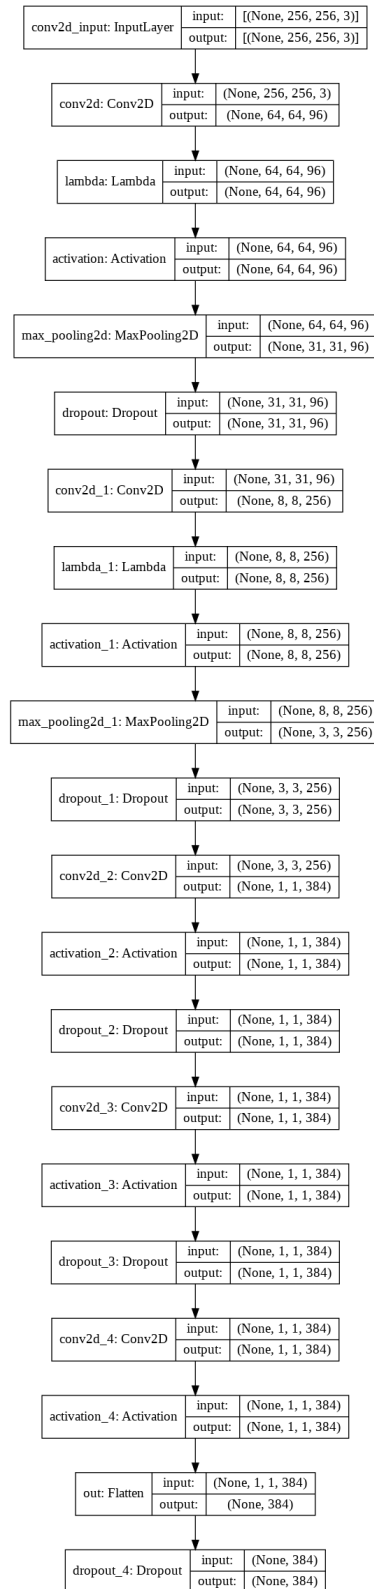 conv2d_input: InputLayer input: [(None, 256, 256, 3)]
output: [(None, 256, 256, 3)]
conv2d: Conv2D input: (None, 256, 256, 3)
output: (None, 64, 64, 96)
lambda: Lambda input: (None, 64, 64, 96)
output: (None, 64, 64, 96)
activation: Activation input: (None, 64, 64, 96)
output: (None, 64, 64, 96)
max_pooling2d: MaxPooling2D input: (None, 64, 64, 96)
output: (None, 31, 31, 96)
dropout: Dropout input: (None, 31, 31, 96)
output: (None, 31, 31, 96)
conv2d_1: Conv2D input: (None, 31, 31, 96)
output: (None, 8, 8, 256)
lambda_1: Lambda input: (None, 8, 8, 256)
output: (None, 8, 8, 256)
activation_1: Activation input: (None, 8, 8, 256)
output: (None, 8, 8, 256)
max_pooling2d_1: MaxPooling2D input: (None, 8, 8, 256)
output: (None, 3, 3, 256)
dropout_1: Dropout input: (None, 3, 3, 256)
output: (None, 3, 3, 256)
conv2d_2: Conv2D input: (None, 3, 3, 256)
output: (None, 1, 1, 384)
activation_2: Activation input: (None, 1, 1, 384)
output: (None, 1, 1, 384)
dropout_2: Dropout input: (None, 1, 1, 384)
output: (None, 1, 1, 384)
conv2d_3: Conv2D input: (None, 1, 1, 384)
output: (None, 1, 1, 384)
activation_3: Activation input: (None, 1, 1, 384)
output: (None, 1, 1, 384)
dropout_3: Dropout input: (None, 1, 1, 384)
output: (None, 1, 1, 384)
conv2d_4: Conv2D input: (None, 1, 1, 384)
output: (None, 1, 1, 384)
activation_4: Activation input: (None, 1, 1, 384)
output: (None, 1, 1, 384)
out: Flatten input: (None, 1, 1, 384)
output: (None, 384)
dropout_4: Dropout input: (None, 384)
output: (None, 384)